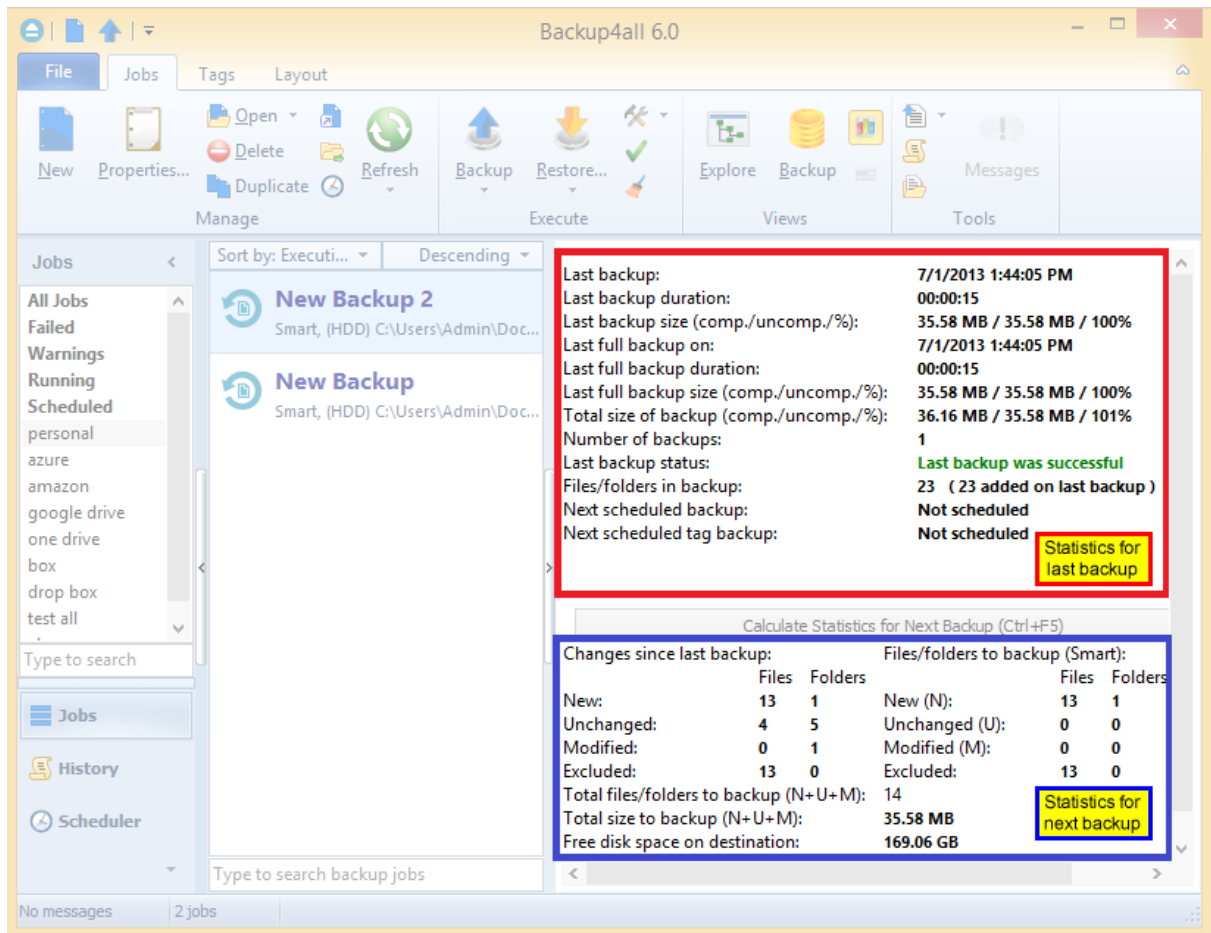 Backup4all 6.0
File Jobs Tags Layout
New
Properties...
Open
Delete
Duplicate
Refresh
Manage
Backup
Restore...
Execute
Explore
Backup
Views
Messages
Tools
Jobs
All Jobs
Failed
Warnings
Running
Scheduled
personal
azure
amazon
google drive
one drive
box
drop box
test all
Type to search
Jobs
History
Scheduler
Sort by: Executi... Descending
New Backup 2
Smart, (HDD) C:\Users\Admin\Doc...
New Backup
Smart, (HDD) C:\Users\Admin\Doc...
Type to search backup jobs
Last backup: 7/1/2013 1:44:05 PM
Last backup duration: 00:00:15
Last backup size (comp./uncomp./%): 35.58 MB / 35.58 MB / 100%
Last full backup on: 7/1/2013 1:44:05 PM
Last full backup duration: 00:00:15
Last full backup size (comp./uncomp./%): 35.58 MB / 35.58 MB / 100%
Total size of backup (comp./uncomp./%): 36.16 MB / 35.58 MB / 101%
Number of backups: 1
Last backup status: Last backup was successful
Files/folders in backup: 23 ( 23 added on last backup )
Next scheduled backup: Not scheduled
Next scheduled tag backup: Not scheduled
Statistics for
last backup
Calculate Statistics for Next Backup (Ctrl+F5)
Changes since last backup: Files/folders to backup (Smart):
Files Folders Files Folders
New: 13 1 New (N): 13 1
Unchanged: 4 5 Unchanged (U): 0 0
Modified: 0 1 Modified (M): 0 0
Excluded: 13 0 Excluded: 13 0
Total files/folders to backup (N+U+M): 14
Total size to backup (N+U+M): 35.58 MB
Free disk space on destination: 169.06 GB
Statistics for
next backup
No messages 2 jobs